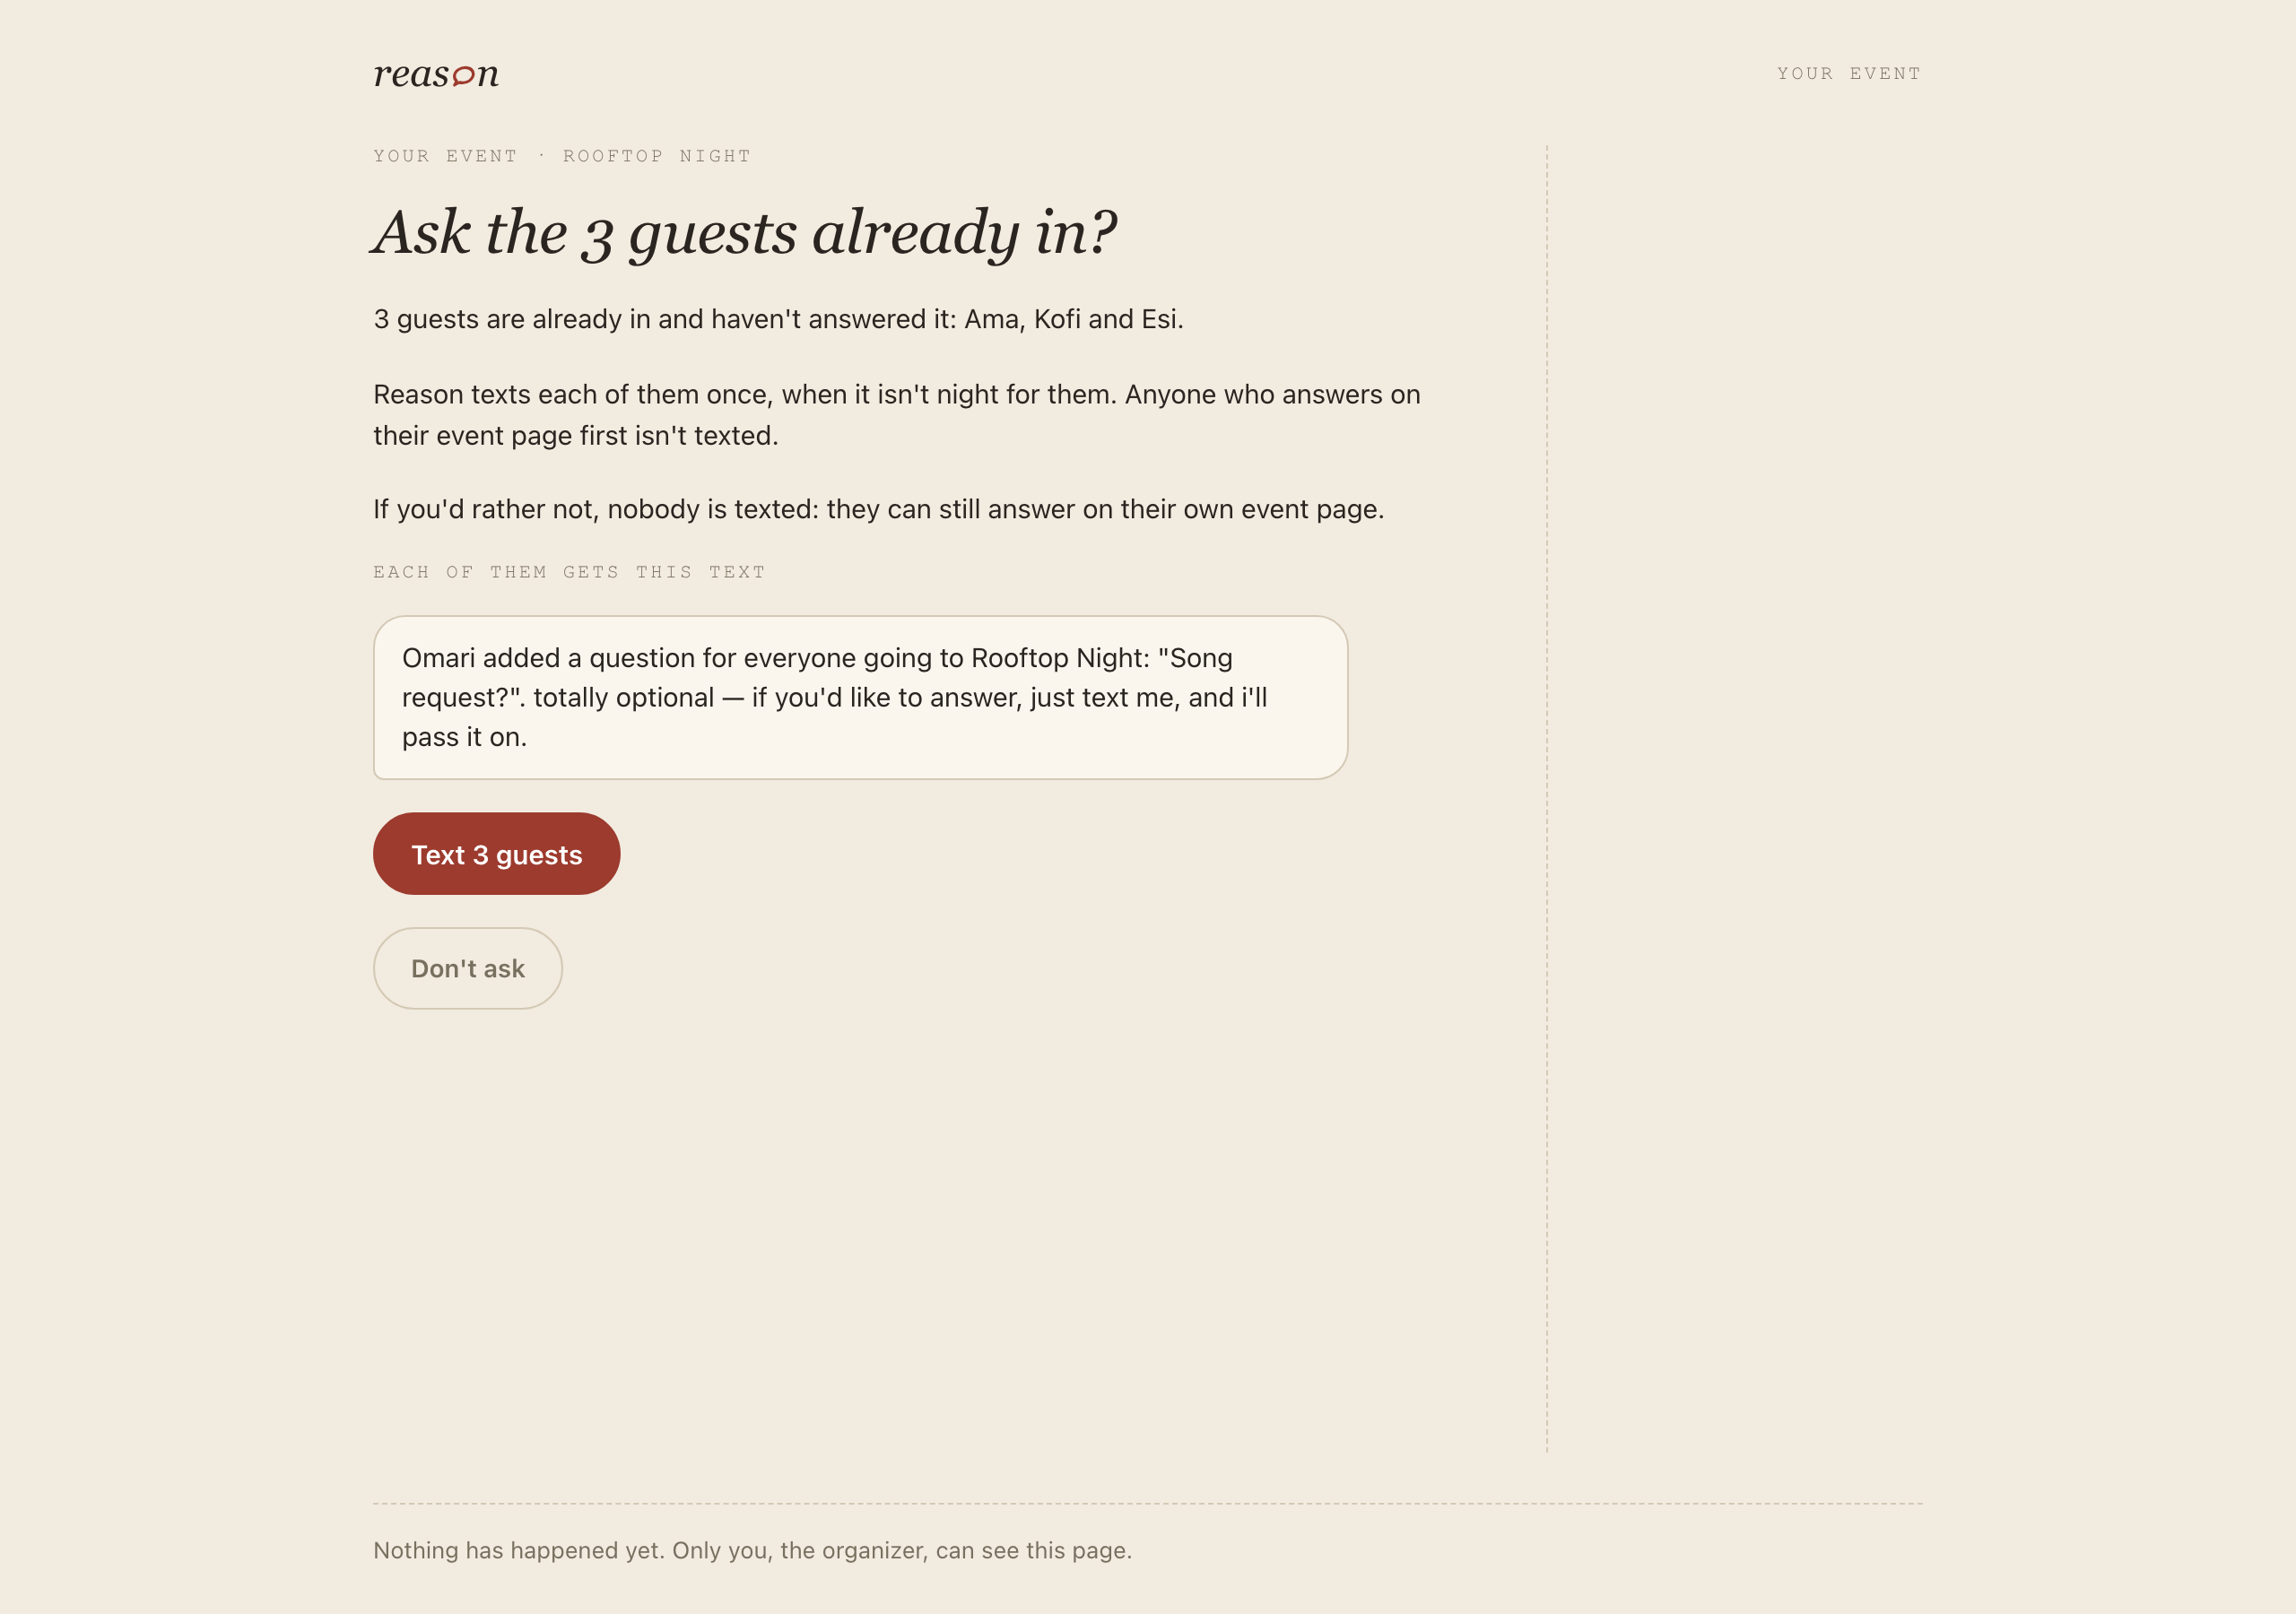 reason
YOUR EVENT
YOUR EVENT · ROOFTOP NIGHT
Ask the 3 guests already in?
3 guests are already in and haven't answered it: Ama, Kofi and Esi.
Reason texts each of them once, when it isn't night for them. Anyone who answers on
their event page first isn't texted.
If you'd rather not, nobody is texted: they can still answer on their own event page.
EACH OF THEM GETS THIS TEXT
Omari added a question for everyone going to Rooftop Night: "Song
request?". totally optional — if you'd like to answer, just text me, and i'll
pass it on.
Text 3 guests
Don't ask
Nothing has happened yet. Only you, the organizer, can see this page.